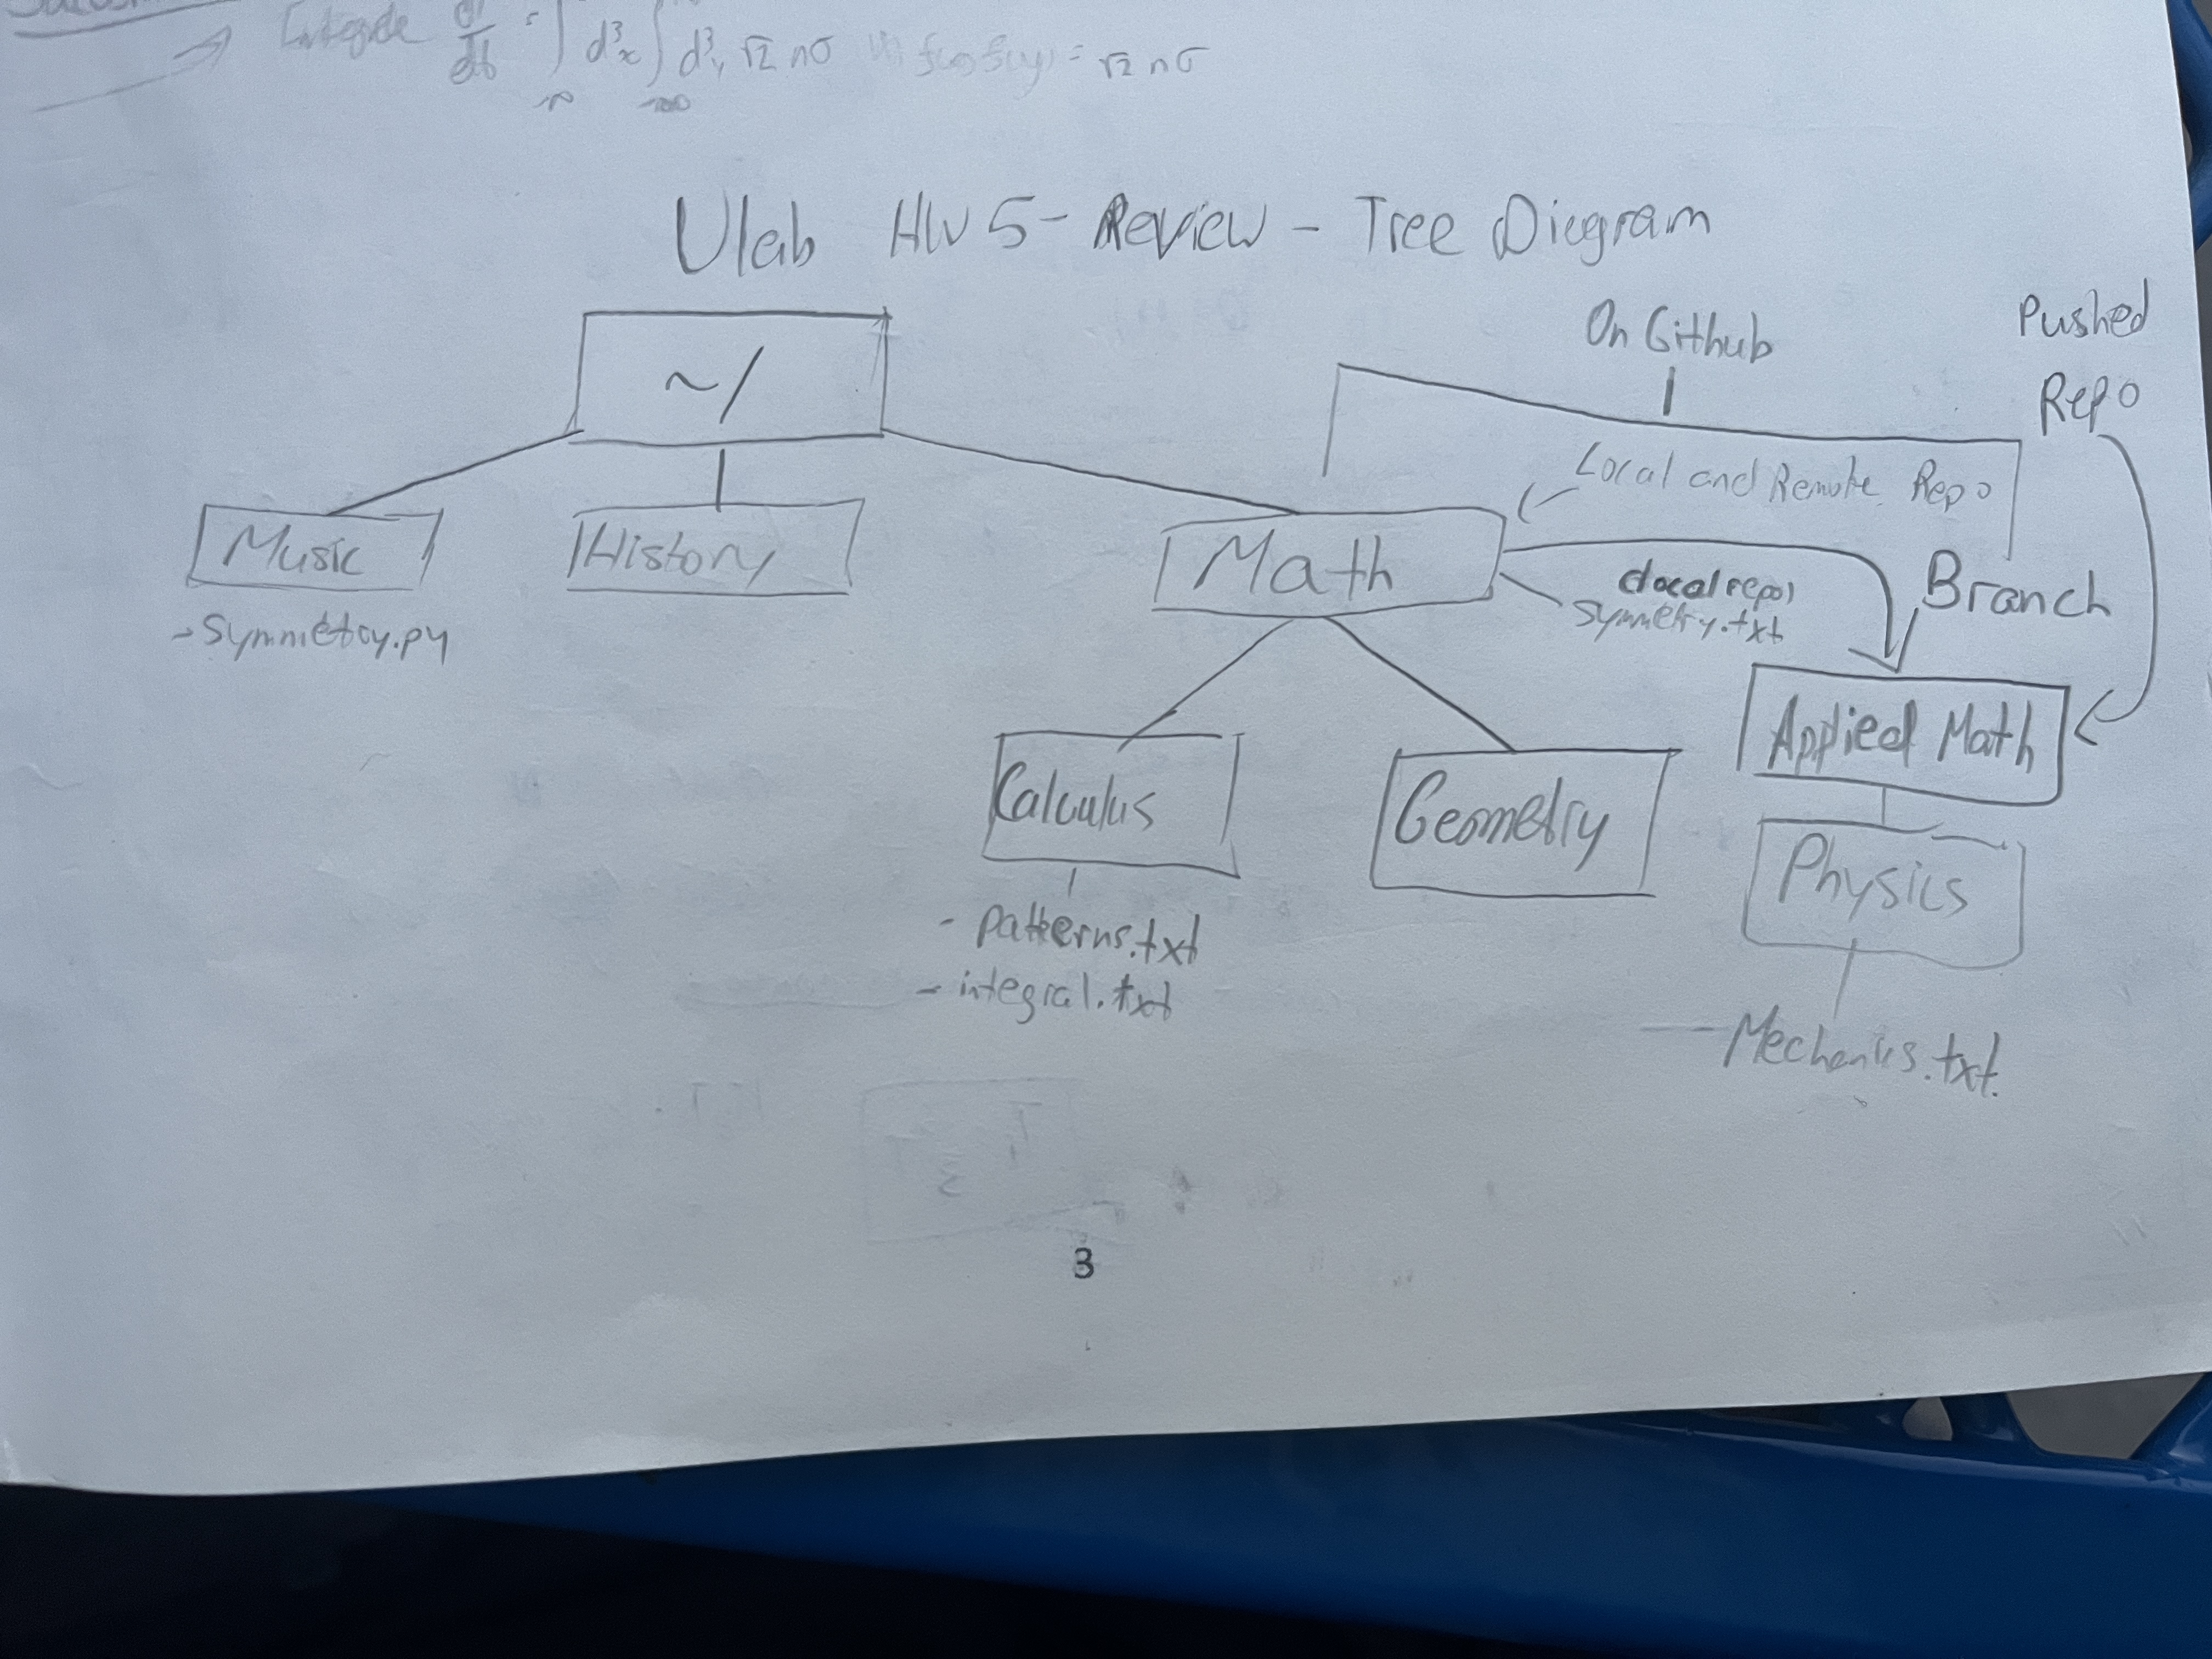 Ulab HW 5 - Review - Tree Diagram
On Github
Pushed
Repo
~/
Local and Remote Repo
Music
History
Math
local repo
symmetry.txt
Branch
- Symmetry.py
Calculus
Geometry
Applied Math
- Patterns.txt
- integral.txt
Physics
- Mechanics.txt
3